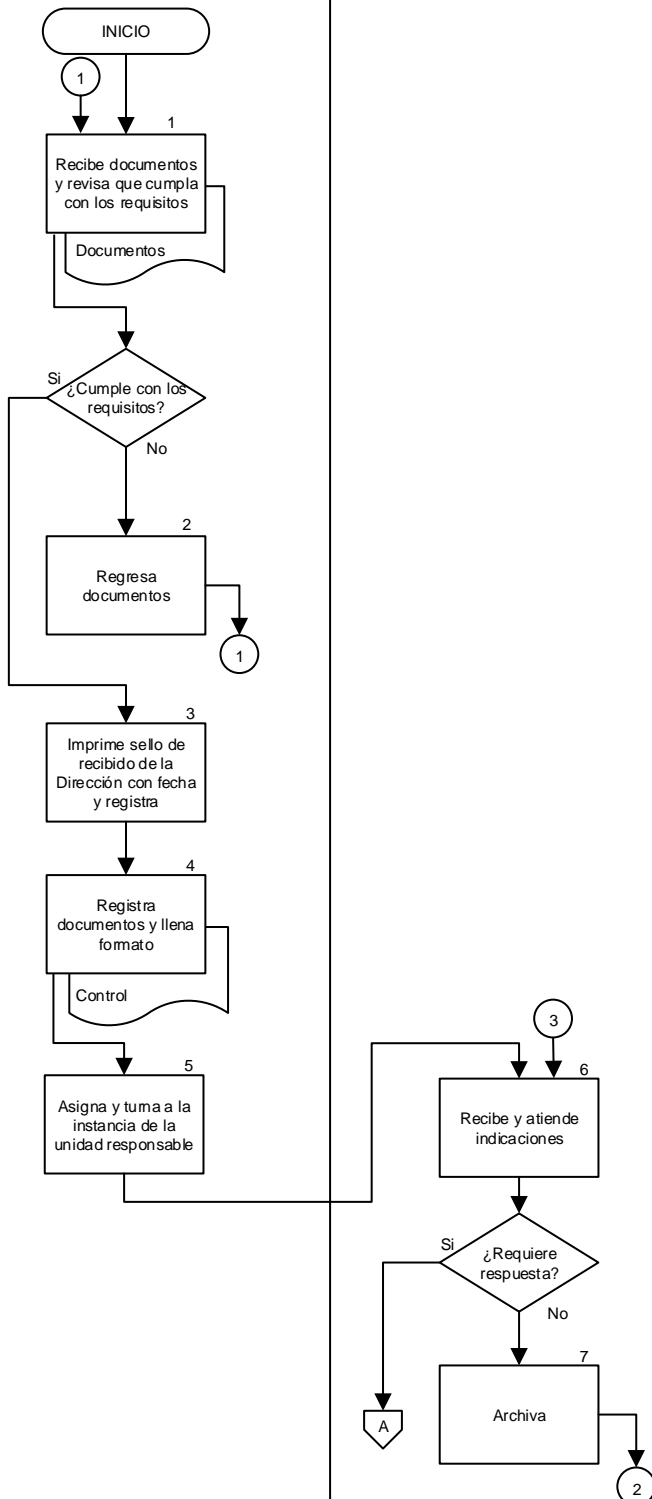 INICIO
1
1
Recibe documentos
y revisa que cumpla
con los requisitos
Documentos
Si
¿Cumple con los
requisitos?
No
2
Regresa
documentos
1
3
Imprime sello de
recibido de la
Dirección con fecha
y registra
4
Registra
documentos y llena
formato
Control
5
Asigna y turna a la
instancia de la
unidad responsable
3
6
Recibe y atiende
indicaciones
Si
¿Requiere
respuesta?
No
7
Archiva
A
2